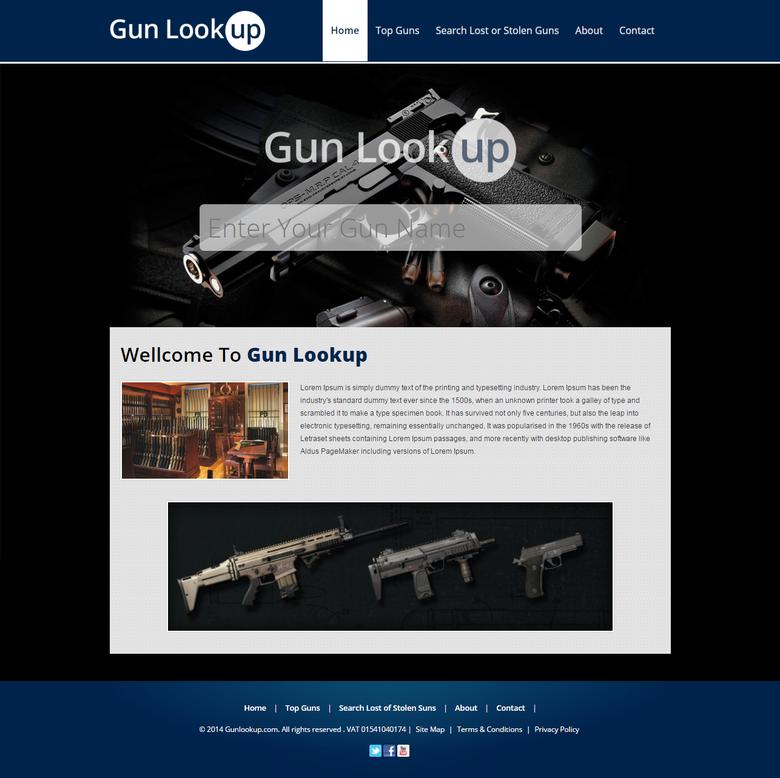 Gun Lookup
Home Top Guns Search Lost or Stolen Guns About Contact
OPS-M.R.P CAL.4
Gun Lookup
Enter Your Gun Name
Wellcome To Gun Lookup
Lorem Ipsum is simply dummy text of the printing and typesetting industry. Lorem Ipsum has been the
industry's standard dummy text ever since the 1500s, when an unknown printer took a galley of type and
scrambled it to make a type specimen book. It has survived not only five centuries, but also the leap into
electronic typesetting, remaining essentially unchanged. It was popularised in the 1960s with the release of
Letraset sheets containing Lorem Ipsum passages, and more recently with desktop publishing software like
Aldus PageMaker including versions of Lorem Ipsum.
Home | Top Guns | Search Lost of Stolen Suns | About | Contact |
© 2014 Gunlookup.com. All rights reserved . VAT 01541040174 | Site Map | Terms & Conditions | Privacy Policy